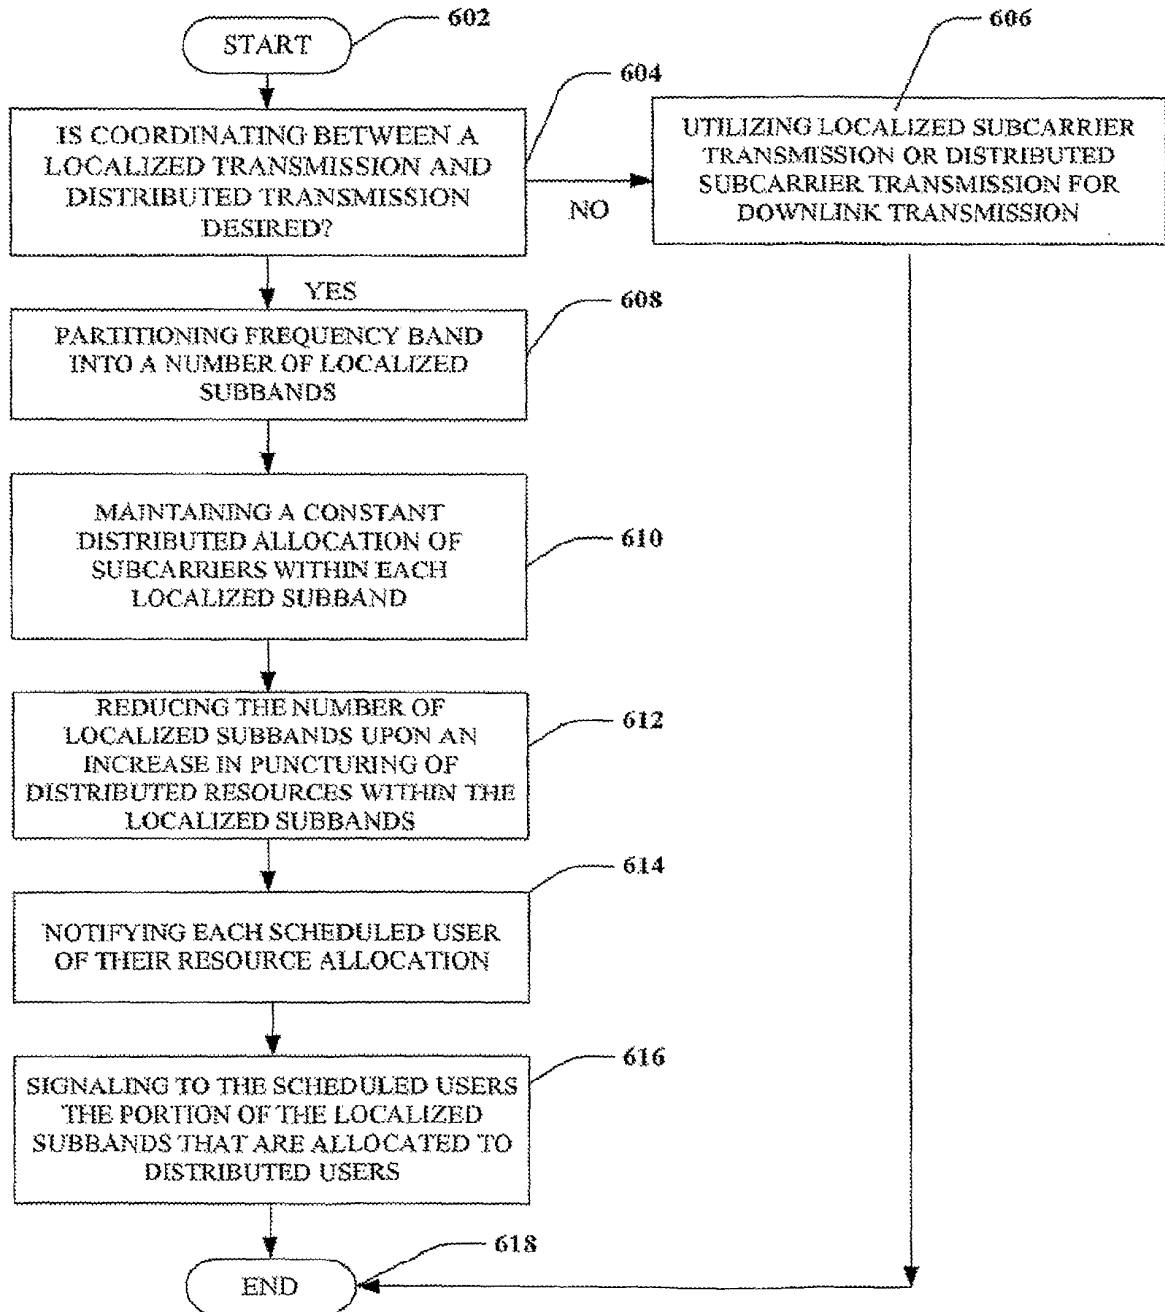 START
602
606
IS COORDINATING BETWEEN A
LOCALIZED TRANSMISSION AND
DISTRIBUTED TRANSMISSION
DESIRED?
604
NO
UTILIZING LOCALIZED SUBCARRIER
TRANSMISSION OR DISTRIBUTED
SUBCARRIER TRANSMISSION FOR
DOWNLINK TRANSMISSION
YES
608
PARTITIONING FREQUENCY BAND
INTO A NUMBER OF LOCALIZED
SUBBANDS
MAINTAINING A CONSTANT
DISTRIBUTED ALLOCATION OF
SUBCARRIERS WITHIN EACH
LOCALIZED SUBBAND
610
REDUCING THE NUMBER OF
LOCALIZED SUBBANDS UPON AN
INCREASE IN PUNCTURING OF
DISTRIBUTED RESOURCES WITHIN THE
LOCALIZED SUBBANDS
612
614
NOTIFYING EACH SCHEDULED USER
OF THEIR RESOURCE ALLOCATION
616
SIGNALING TO THE SCHEDULED USERS
THE PORTION OF THE LOCALIZED
SUBBANDS THAT ARE ALLOCATED TO
DISTRIBUTED USERS
618
END